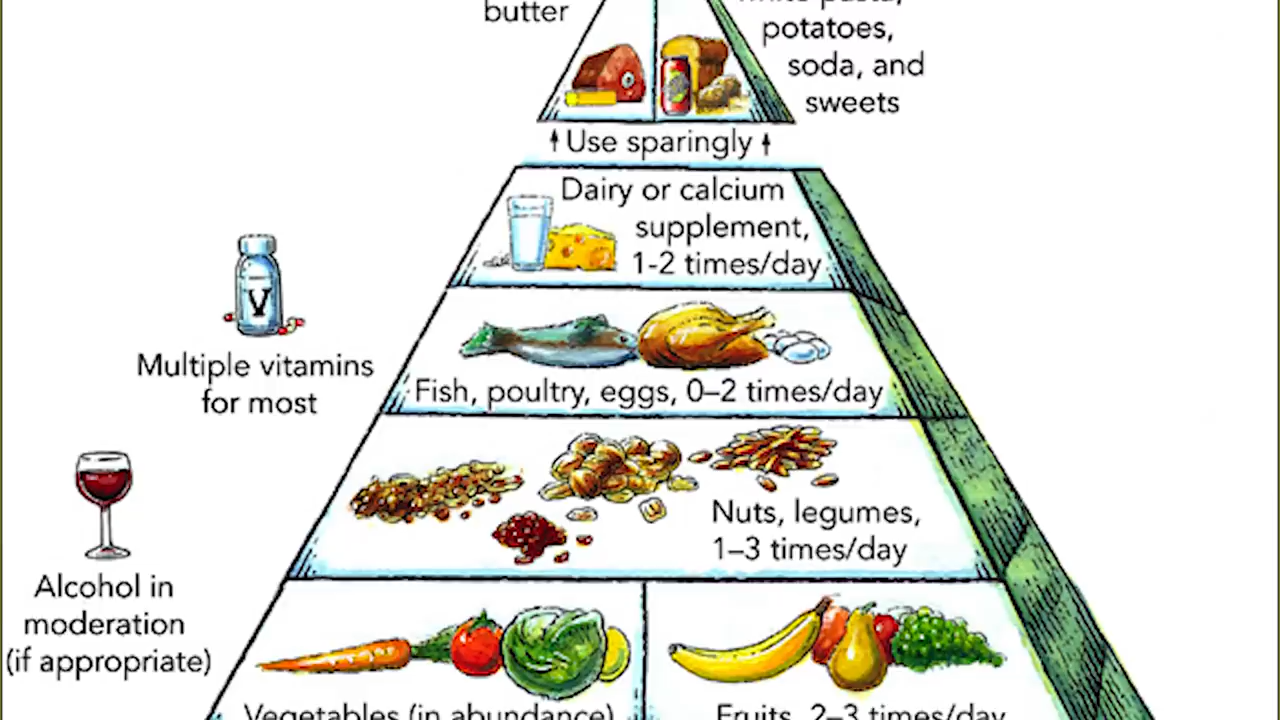 butter
white pasta,
potatoes,
soda, and
sweets
Use sparingly
Dairy or calcium
supplement,
1-2 times/day
V
Multiple vitamins
for most
Fish, poultry, eggs, 0–2 times/day
Nuts, legumes,
1–3 times/day
Alcohol in
moderation
(if appropriate)
Vegetables (in abundance)
Fruits, 2–3 times/day